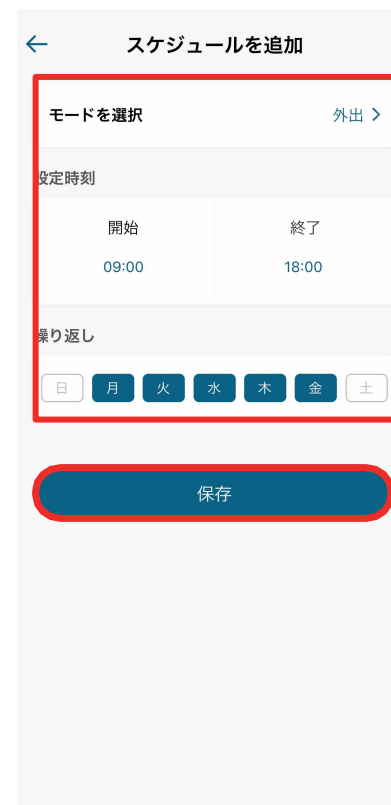 スケジュールを追加
モードを選択 外出
設定時刻
開始 終了
09:00 18:00
繰り返し
日 月 火 水 木 金 土
保存